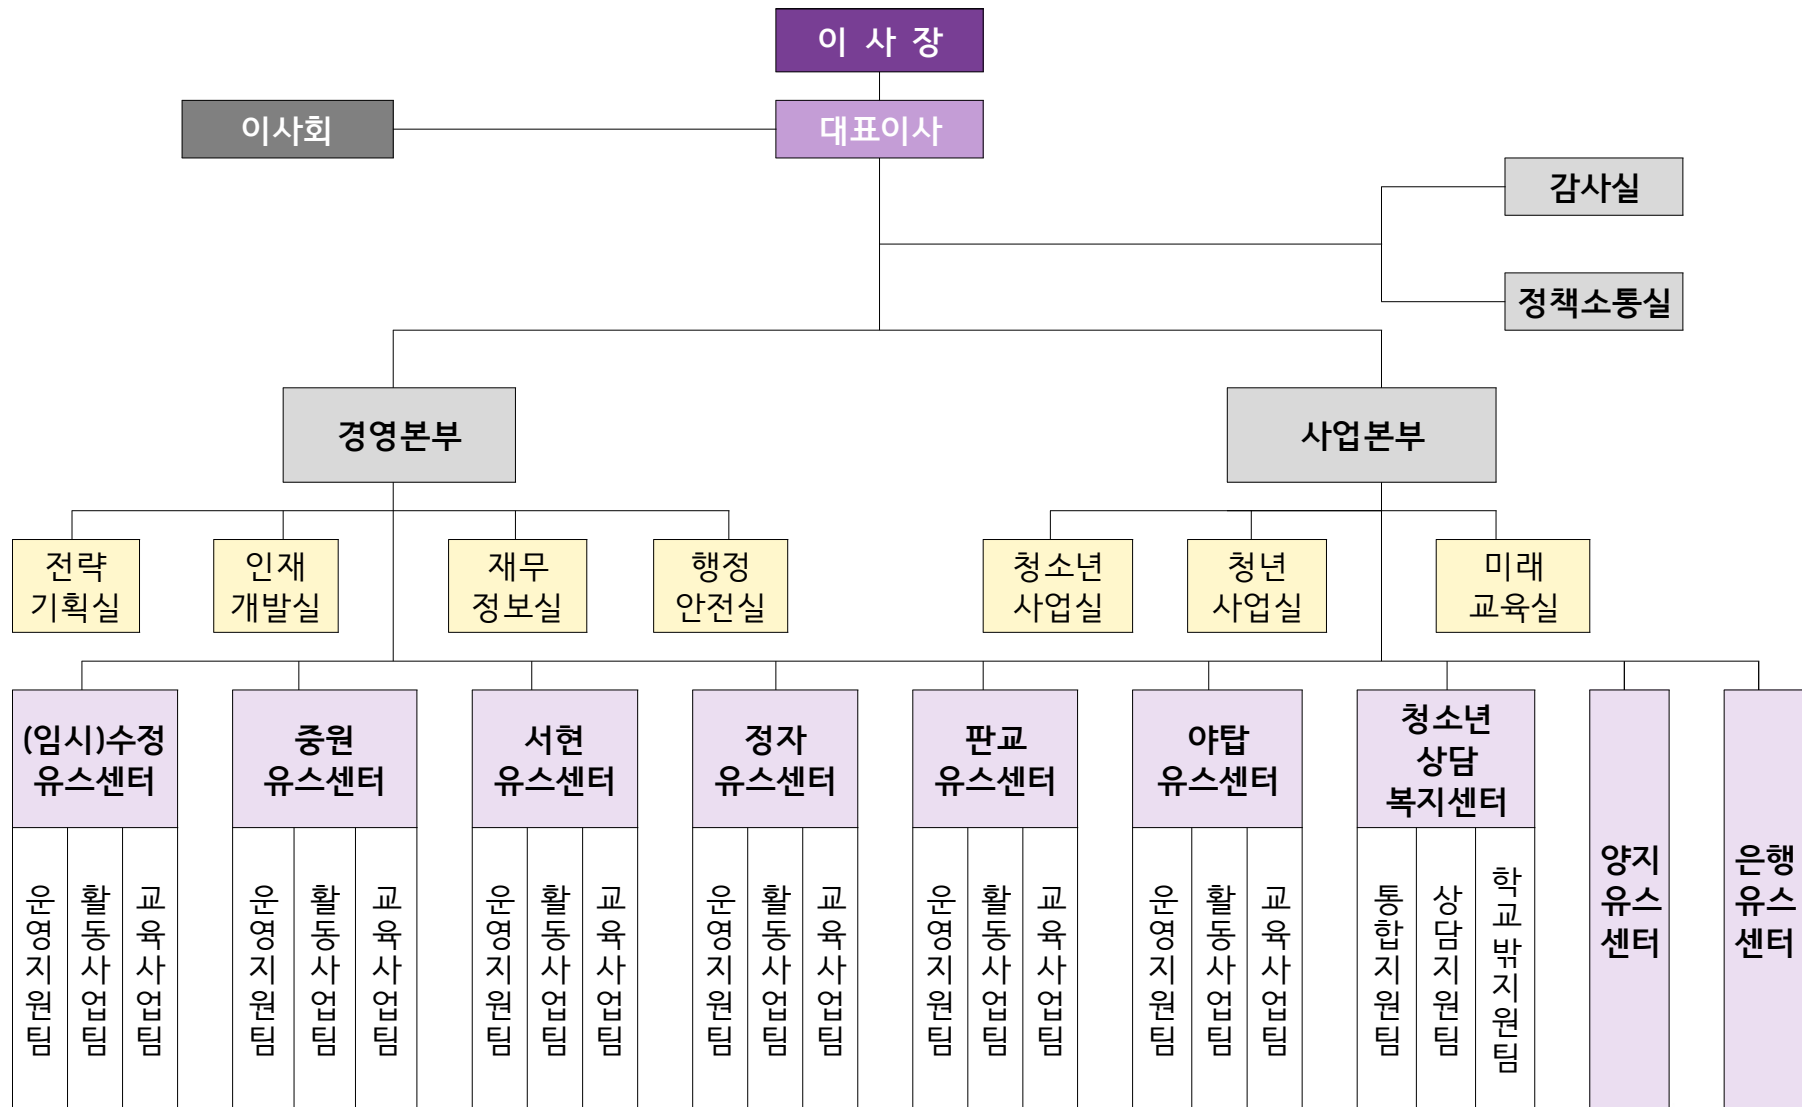 이 사 장
이사회
대표이사
감사실
정책소통실
경영본부
사업본부
전략
기획실
인재
개발실
재무
정보실
행정
안전실
청소년
사업실
청년
사업실
미래
교육실
(임시)수정
유스센터
중원
유스센터
서현
유스센터
정자
유스센터
판교
유스센터
야탑
유스센터
청소년
상담
복지센터
양지
유스
센터
은행
유스
센터
운영지원팀
활동사업팀
교육사업팀
운영지원팀
활동사업팀
교육사업팀
운영지원팀
활동사업팀
교육사업팀
운영지원팀
활동사업팀
교육사업팀
운영지원팀
활동사업팀
교육사업팀
운영지원팀
활동사업팀
교육사업팀
통합지원팀
상담지원팀
학교밖지원팀